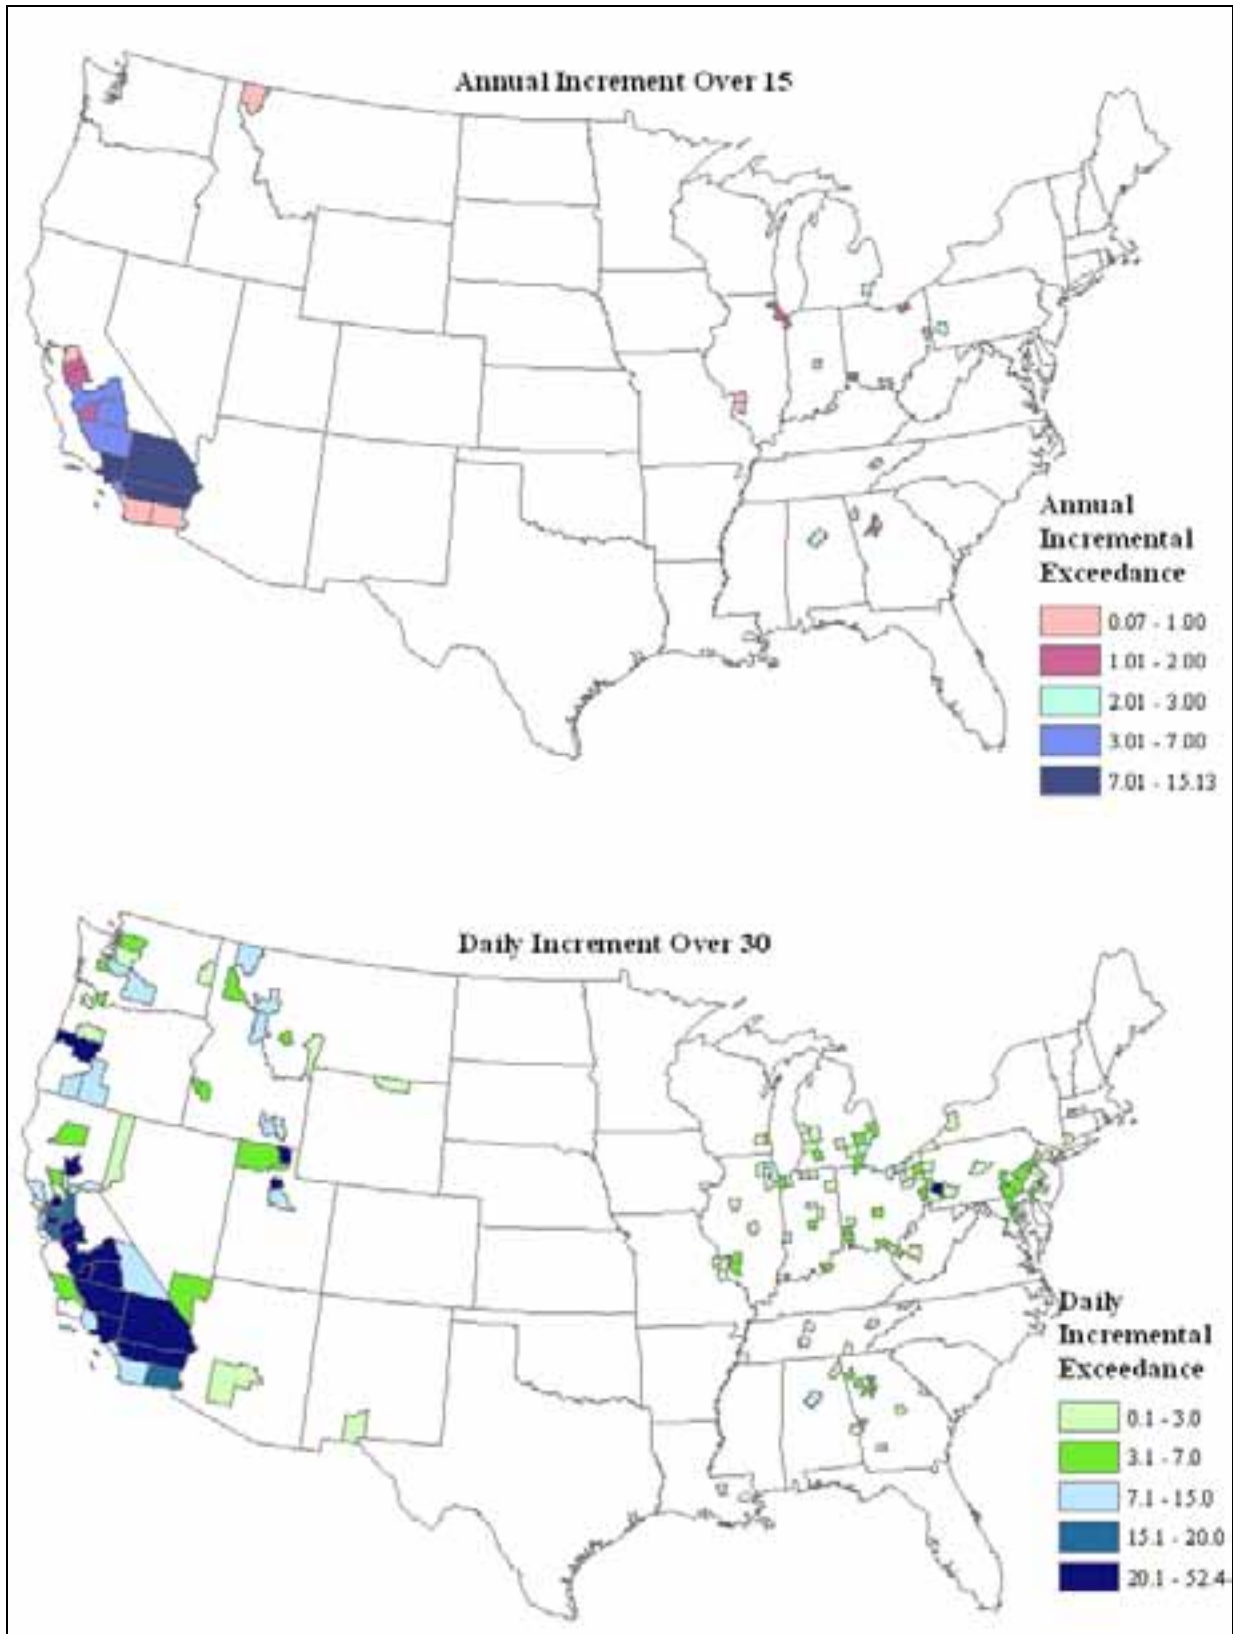 Annual Increment Over 15
Annual
Incremental
Exceedance
0.07 - 1.00
1.01 - 2.00
2.01 - 3.00
3.01 - 7.00
7.01 - 15.13
Daily Increment Over 30
Daily
Incremental
Exceedance
0.1 - 3.0
3.1 - 7.0
7.1 - 15.0
15.1 - 20.0
20.1 - 52.4